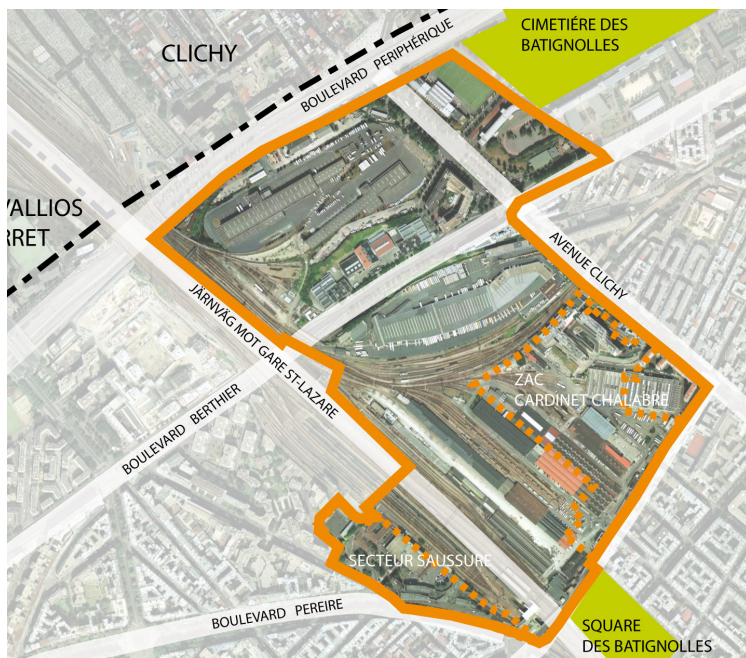 CIMETIÉRE DES
BATIGNOLLES
CLICHY
BOULEVARD PERIPHÉRIQUE
VALLIOS
RRET
AVENUE CLICHY
JÄRNVÄG MOT GARE ST-LAZARE
ZAC
CARDINET CHALABRE
BOULEVARD BERTHIER
SECTEUR SAUSSURE
BOULEVARD PEREIRE
SQUARE
DES BATIGNOLLES